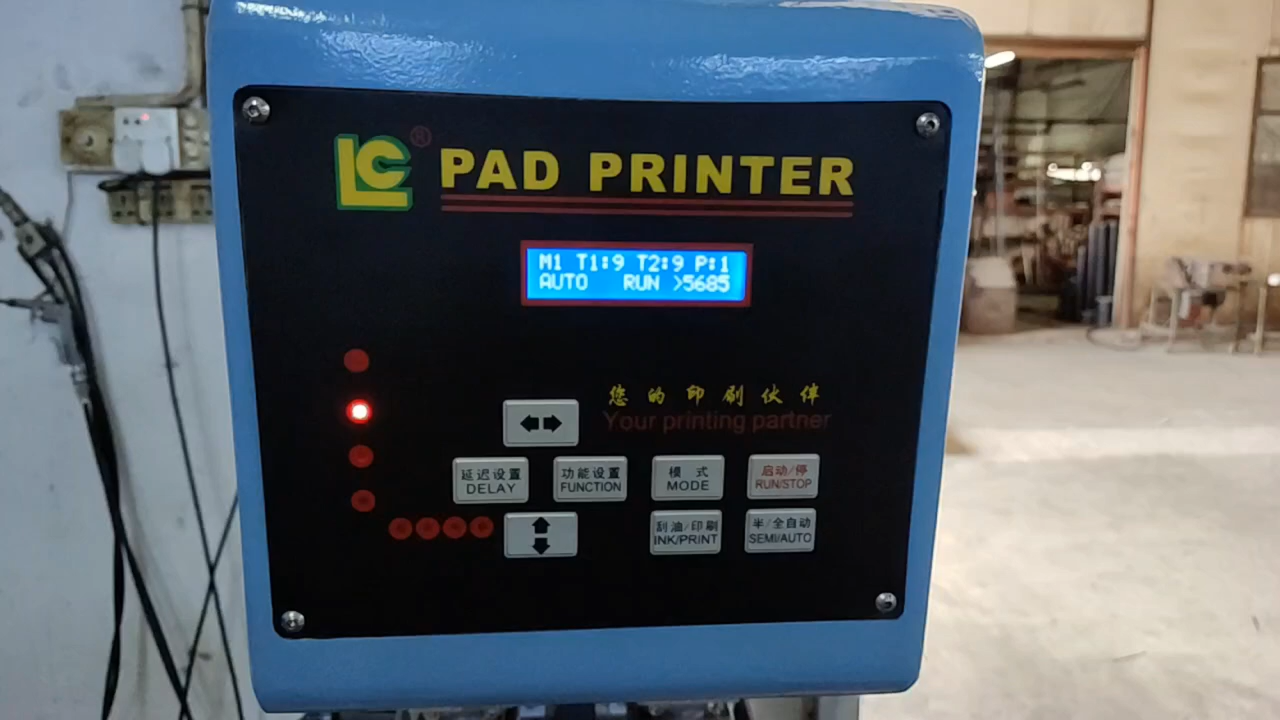 LC ®
PAD PRINTER
M1 T1:9 T2:9 P:1
AUTO RUN >5685
您的印刷伙伴
Your printing partner
延迟设置
DELAY
功能设置
FUNCTION
模式
MODE
启动/停
RUN/STOP
刮油/印刷
INK/PRINT
半/全自动
SEMI/AUTO